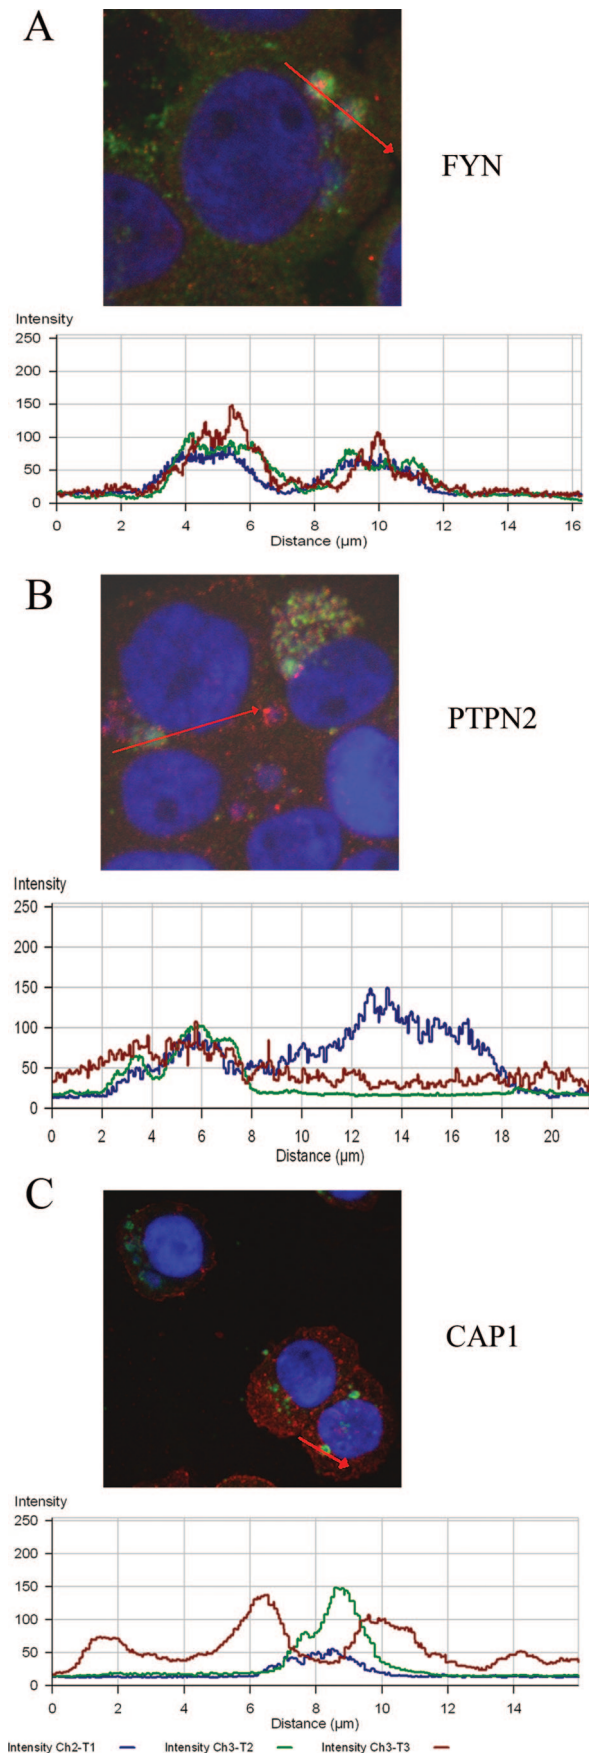 A
FYN
Intensity
250
200
150
100
50
0
0 2 4 6 8 10 12 14 16
Distance (µm)
B
PTPN2
Intensity
250
200
150
100
50
0
0 2 4 6 8 10 12 14 16 18 20
Distance (µm)
C
CAP1
Intensity
250
200
150
100
50
0
0 2 4 6 8 10 12 14
Distance (µm)
Intensity Ch2-T1 Intensity Ch3-T2 Intensity Ch3-T3